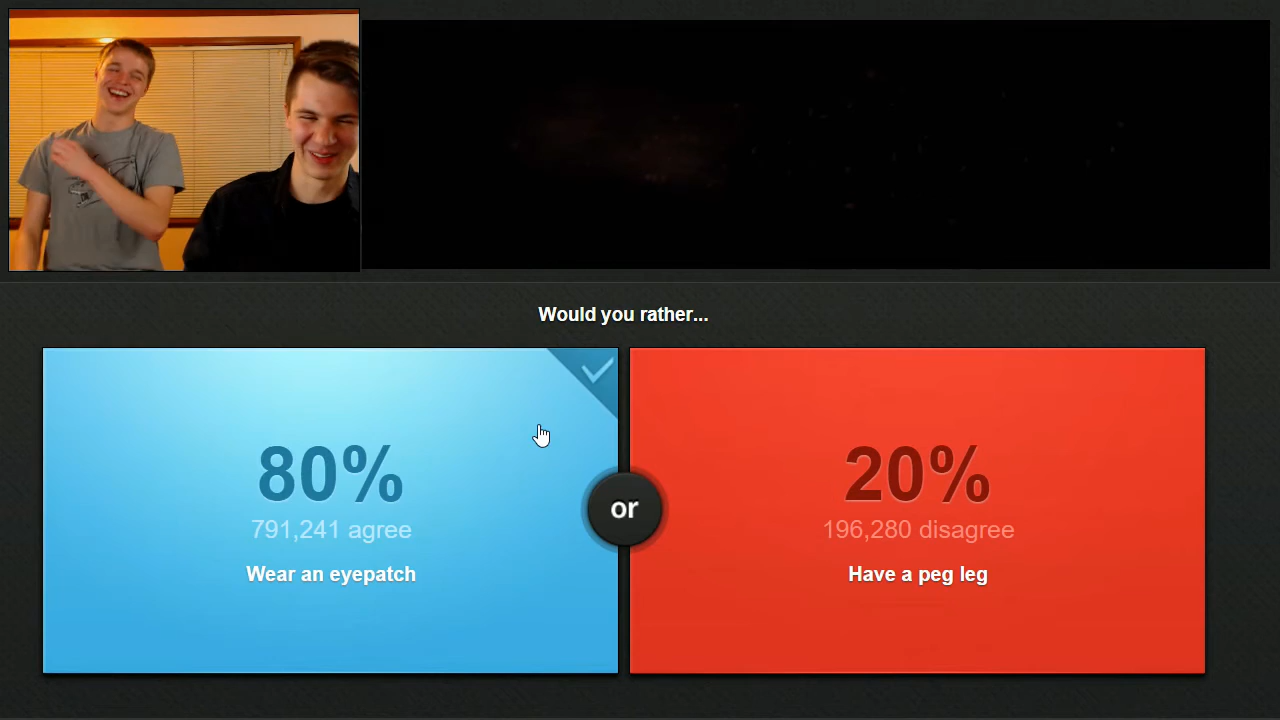 Would you rather...
80%
791,241 agree
Wear an eyepatch
or
20%
196,280 disagree
Have a peg leg